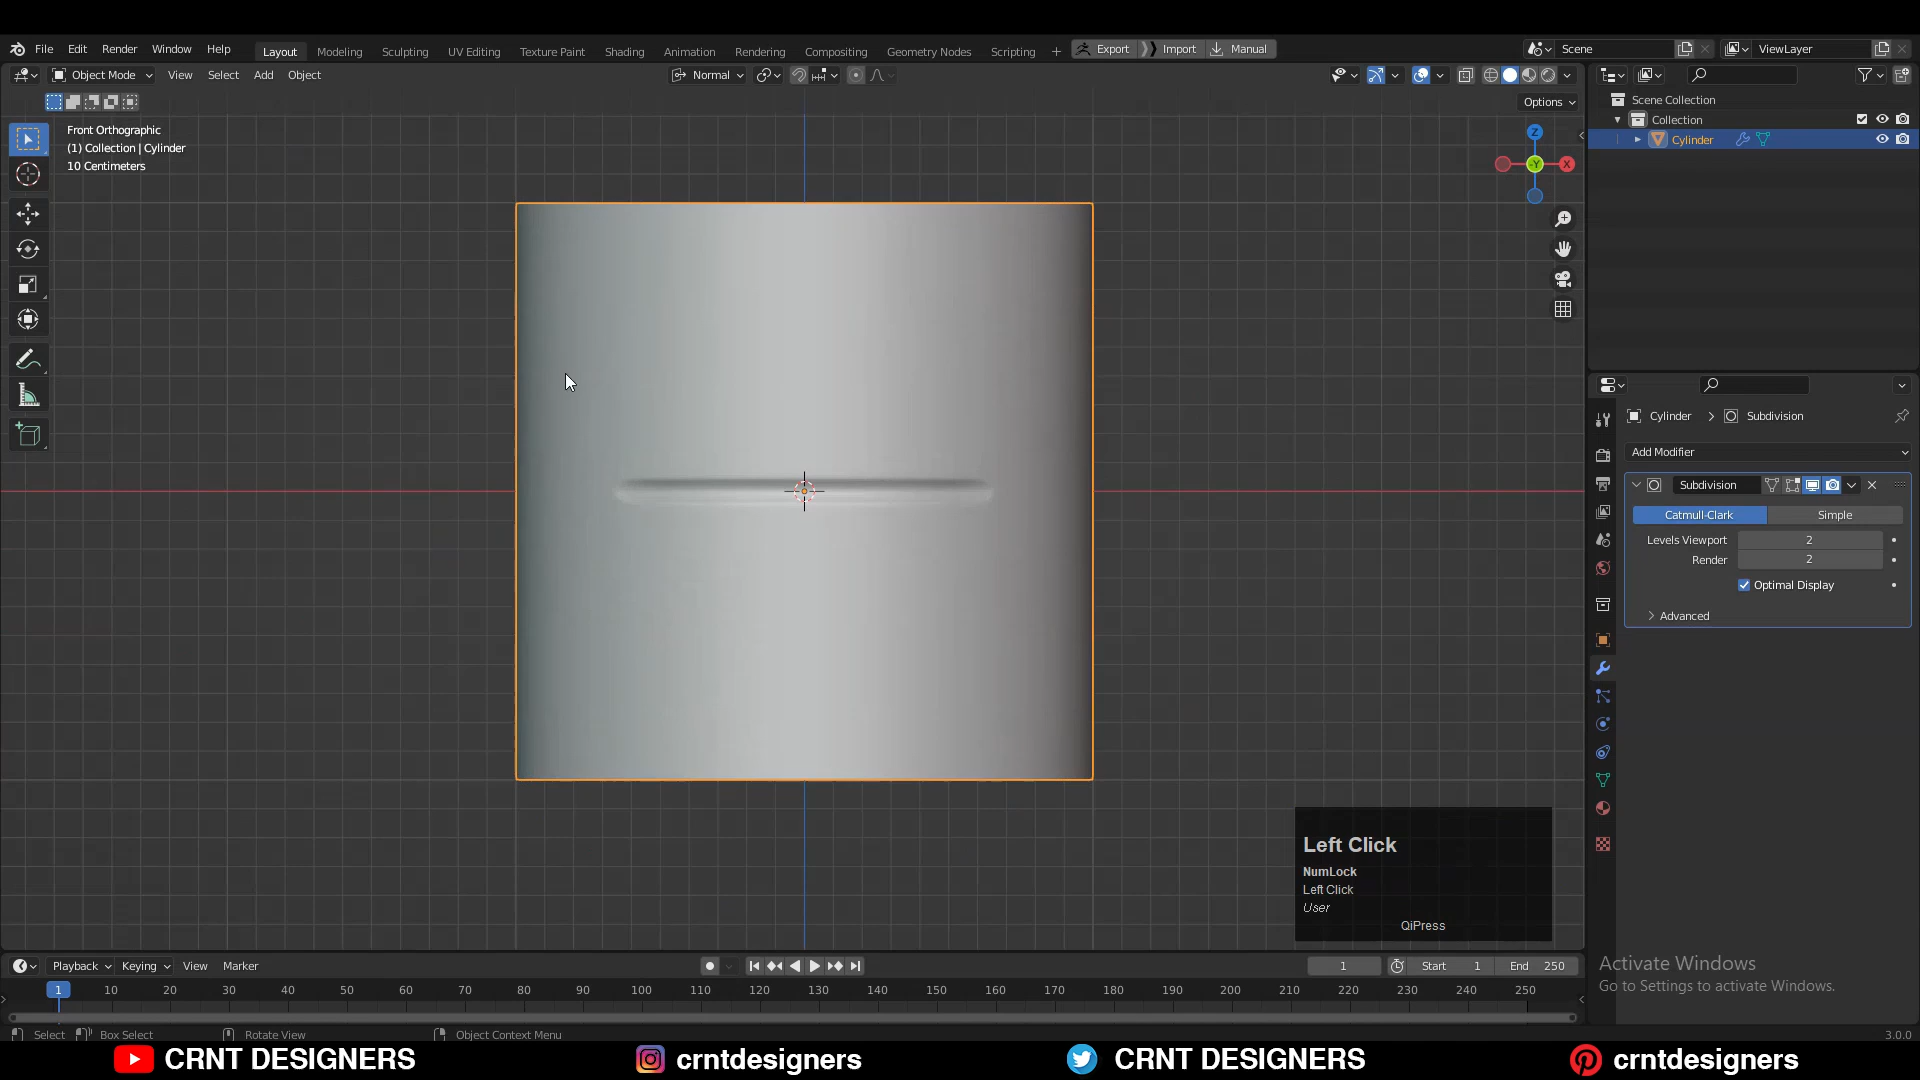 File Edit Render Window Help Layout Modeling Sculpting UV Editing Texture Paint Shading Animation Rendering Compositing Geometry Nodes Scripting + Export Import Manual Scene ViewLayer
Object Mode View Select Add Object Normal
Options
Front Orthographic
(1) Collection | Cylinder
10 Centimeters
Z
-Y
X
Scene Collection
Collection
Cylinder
Cylinder > Subdivision
Add Modifier
Subdivision
Catmull-Clark Simple
Levels Viewport 2
Render 2
Optimal Display
Advanced
Left Click
NumLock
Left Click
User
QiPress
Playback Keying View Marker 1 Start 1 End 250
1 10 20 30 40 50 60 70 80 90 100 110 120 130 140 150 160 170 180 190 200 210 220 230 240 250
Activate Windows
Go to Settings to activate Windows.
Select Box Select Rotate View Object Context Menu 3.0.0
CRNT DESIGNERS crntdesigners CRNT DESIGNERS crntdesigners